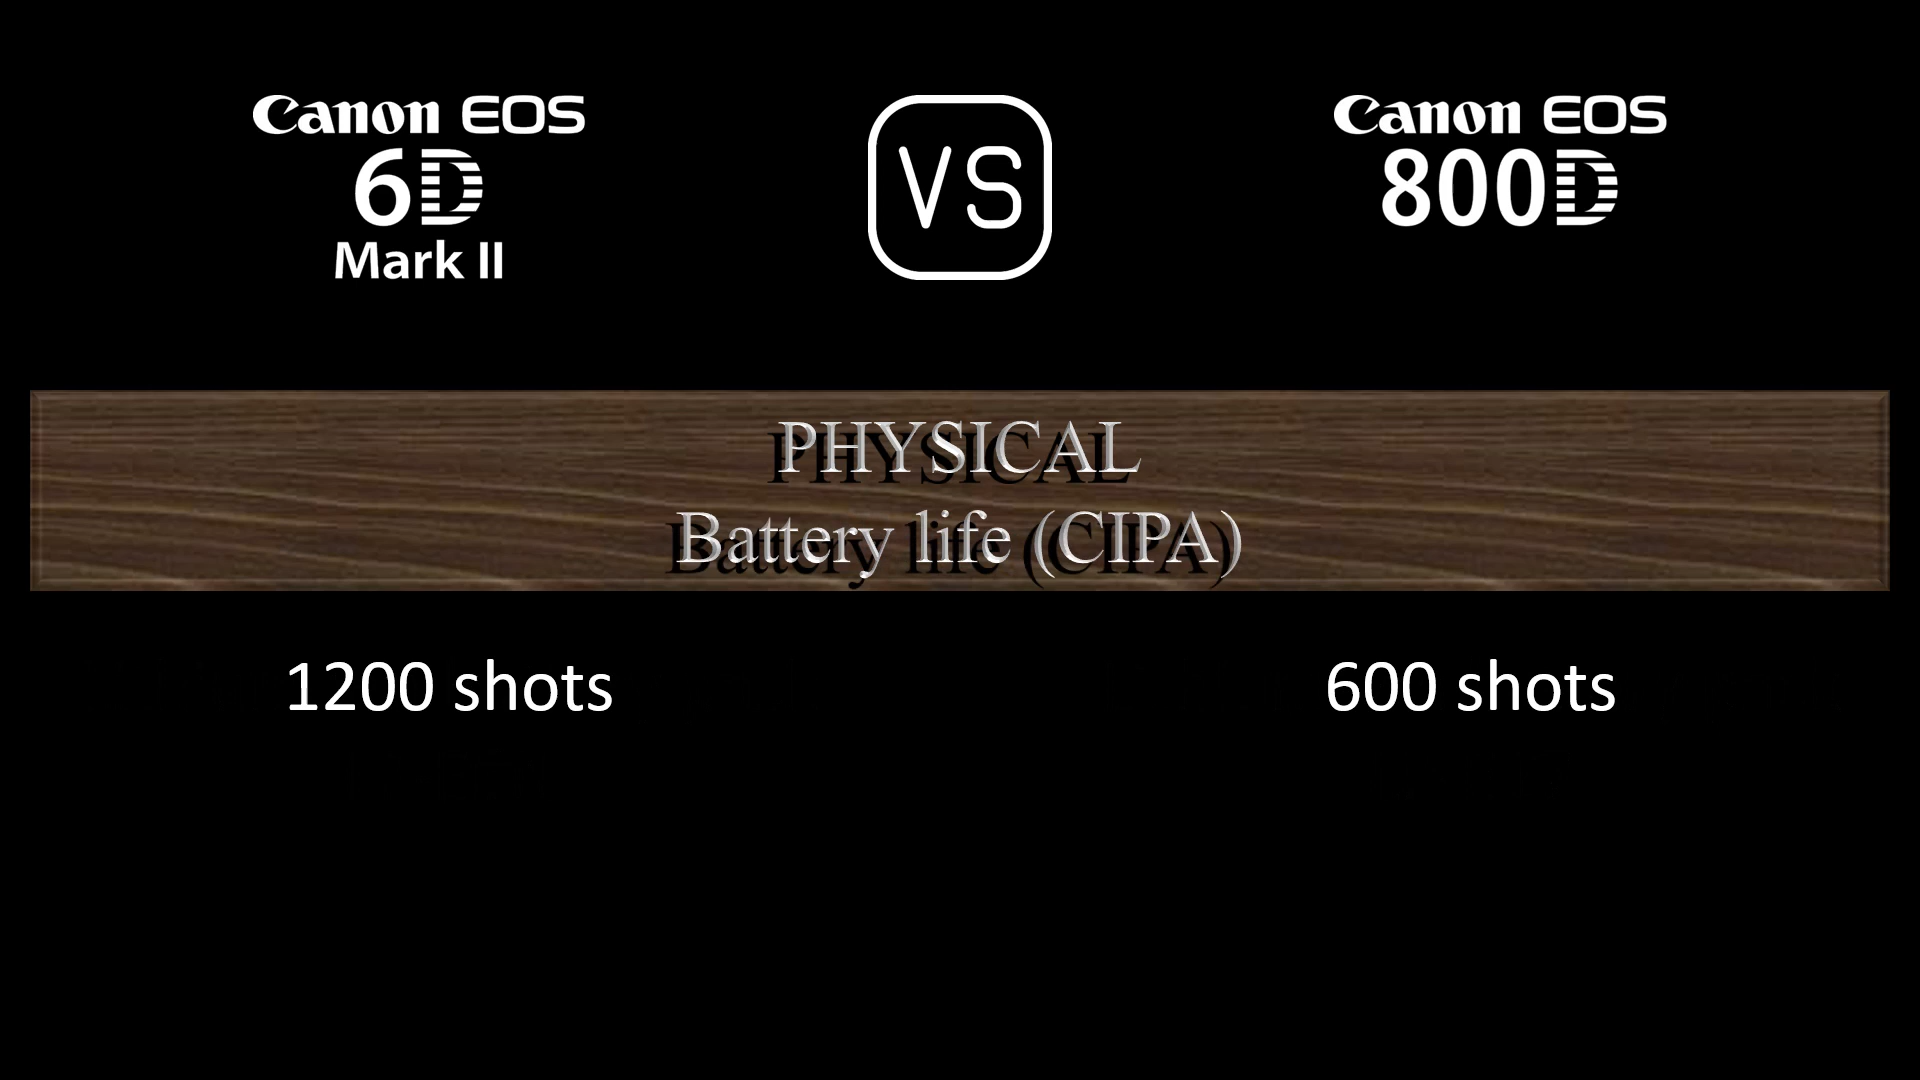 Canon EOS
6D
Mark II
VS
Canon EOS
800D
PHYSICAL
Battery life (CIPA)
1200 shots
600 shots